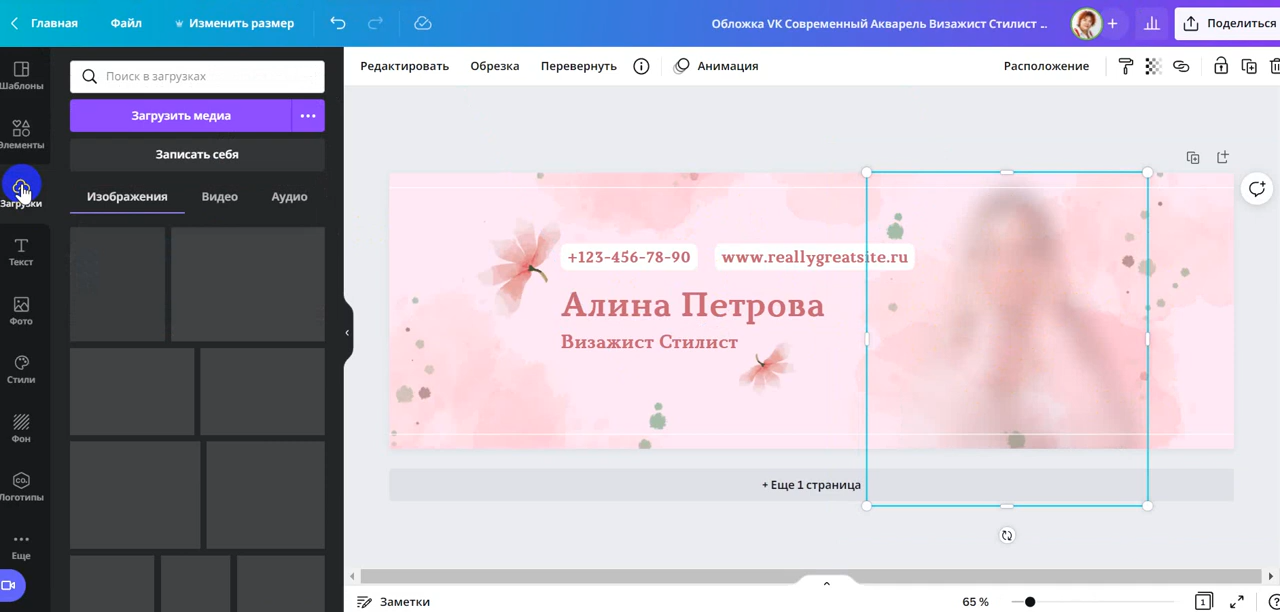 Главная Файл Изменить размер Обложка VK Современный Акварель Визажист Стилист ... Поделиться
Редактировать Обрезка Перевернуть Анимация Расположение
Поиск в загрузках
Загрузить медиа
Записать себя
Изображения Видео Аудио
Шаблоны
Элементы
Загрузки
Текст
Фото
Стили
Фон
CO.
Логотипы
Еще
+123-456-78-90 www.reallygreatsite.ru
Алина Петрова
Визажист Стилист
+ Еще 1 страница
Заметки 65 % 1